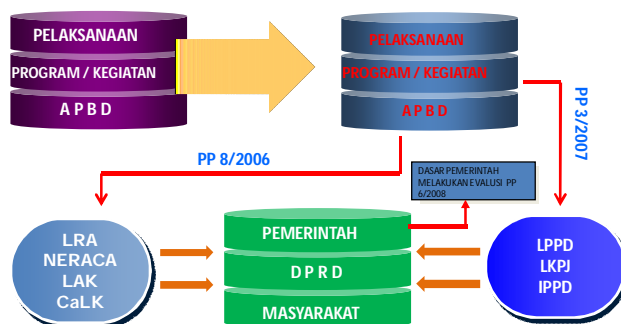 PELAKSANAAN
PROGRAM / KEGIATAN
A P B D
PELAKSANAAN
PROGRAM / KEGIATAN
A P B D
PP 3/2007
PP 8/2006
DASAR PEMERINTAH
MELAKUKAN EVALUSI PP
6/2008
LRA
NERACA
LAK
CaLK
PEMERINTAH
D P R D
MASYARAKAT
LPPD
LKPJ
IPPD